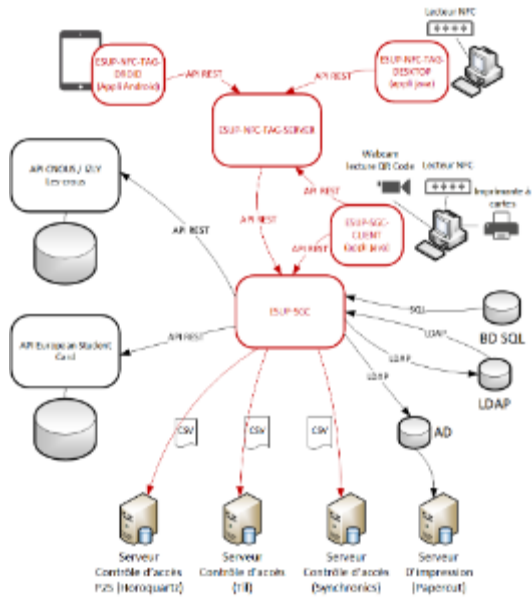 Lecteur NFC
ESUP-NFC-TAG-
DROID
(Appli Android)
API REST
API REST
ESUP-NFC-TAG-
DESKTOP
(appli java)
ESUP-NFC-TAG-SERVER
Webcam
lecture QR Code
Lecteur NFC
Imprimante à
cartes
API CNOUS / IZLY
Les crous
API REST
API REST
ESUP-SGC-
CLIENT
(appli java)
API REST
API REST
ESUP-SGC
SQL
BD SQL
API European Student
Card
API REST
LDAP
LDAP
LDAP
LDAP
AD
CSV
CSV
CSV
Serveur
Contrôle d'accès
P2S (Horoquartz)
Serveur
Contrôle d'accès
(Til)
Serveur
Contrôle d'accès
(Synchronics)
Serveur
D'impression
(Papercut)